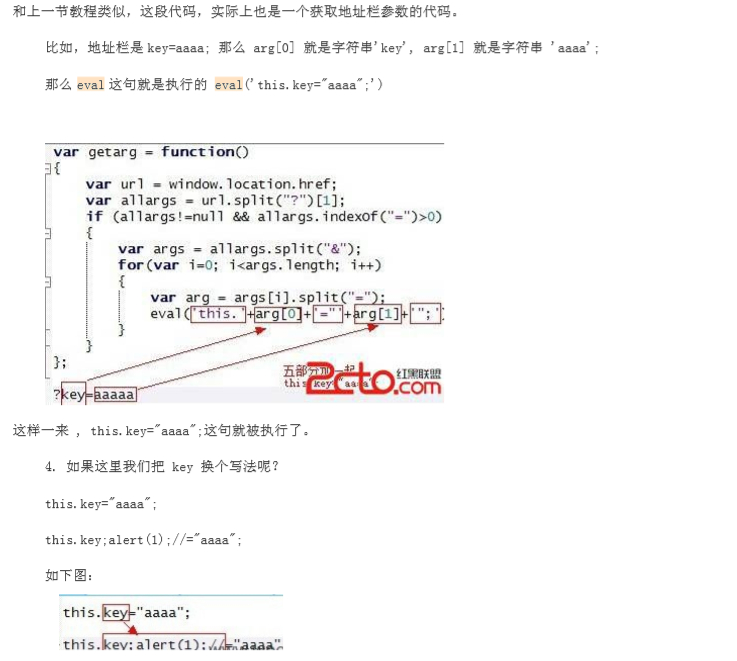 和上一节教程类似，这段代码，实际上也是一个获取地址栏参数的代码。
比如，地址栏是key=aaaa; 那么 arg[0] 就是字符串'key', arg[1] 就是字符串 'aaaa';
那么eval这句就是执行的 eval('this.key="aaaa";')
var getarg = function()
{
var url = window.location.href;
var allargs = url.split("?")[1];
if (allargs!=null && allargs.indexOf("=")>0)
{
var args = allargs.split("&");
for(var i=0; i<args.length; i++)
{
var arg = args[i].split("=");
eval('this.'+arg[0]+'="'+arg[1]+'";'
}
}
};
五部分加一起
红黑联盟
2cto.com
?key=aaaaa
这样一来 , this.key="aaaa";这句就被执行了。
4. 如果这里我们把 key 换个写法呢？
this.key="aaaa";
this.key;alert(1);//="aaaa";
如下图：
this.key="aaaa";
this.key;alert(1);//="aaaa"